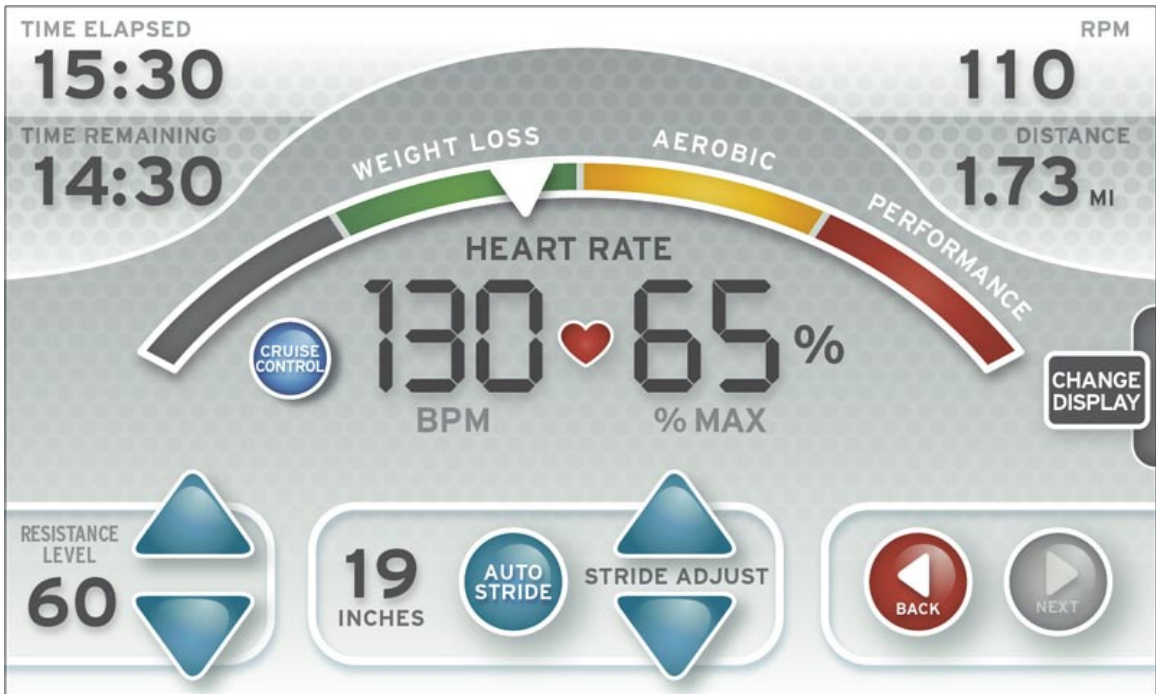 TIME ELAPSED
15:30
TIME REMAINING
14:30
RPM
110
DISTANCE
1.73 MI
WEIGHT LOSS
AEROBIC
PERFORMANCE
HEART RATE
130 65 %
BPM
% MAX
CRUISE
CONTROL
CHANGE
DISPLAY
RESISTANCE
LEVEL
60
19
INCHES
AUTO
STRIDE
STRIDE ADJUST
BACK
NEXT